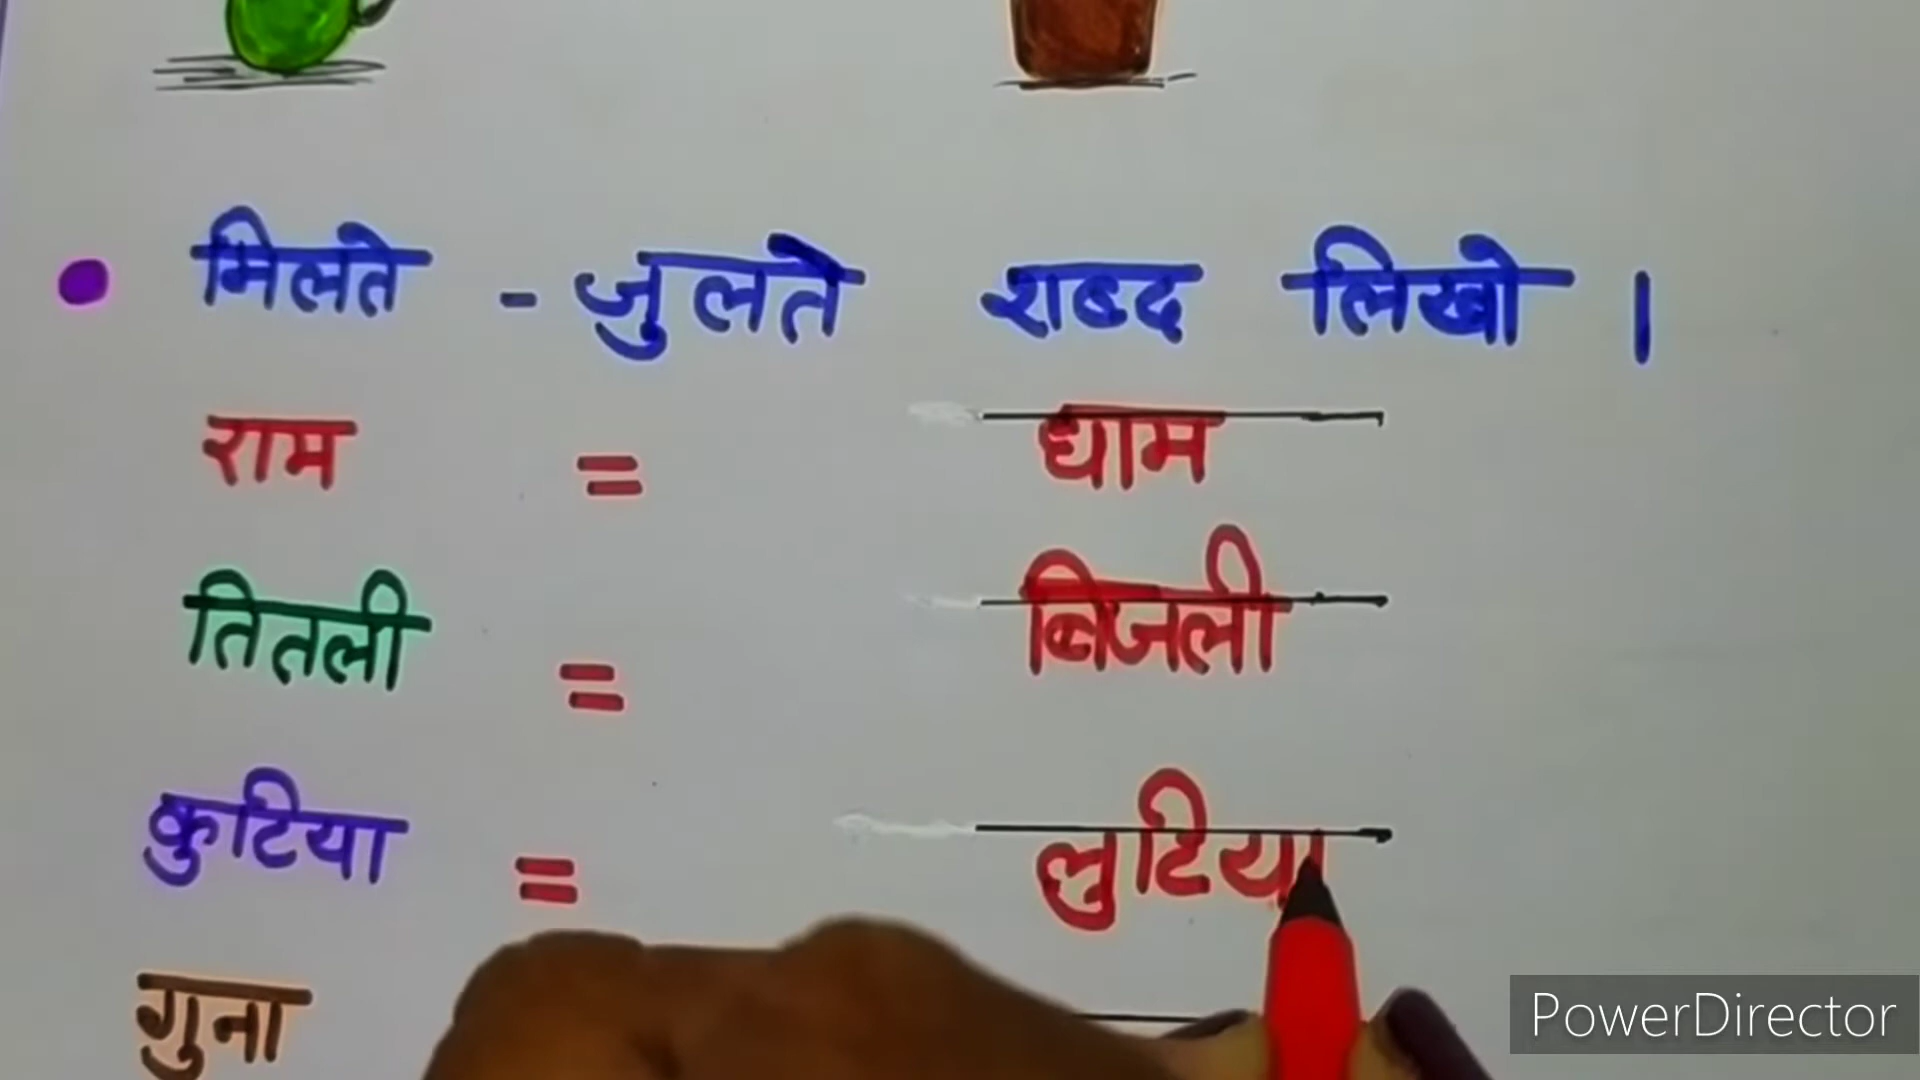 मिलते - जुलते शब्द लिखो ।
राम = धाम
तितली = बिजली
कुटिया = लुटिया
गुना
PowerDirector